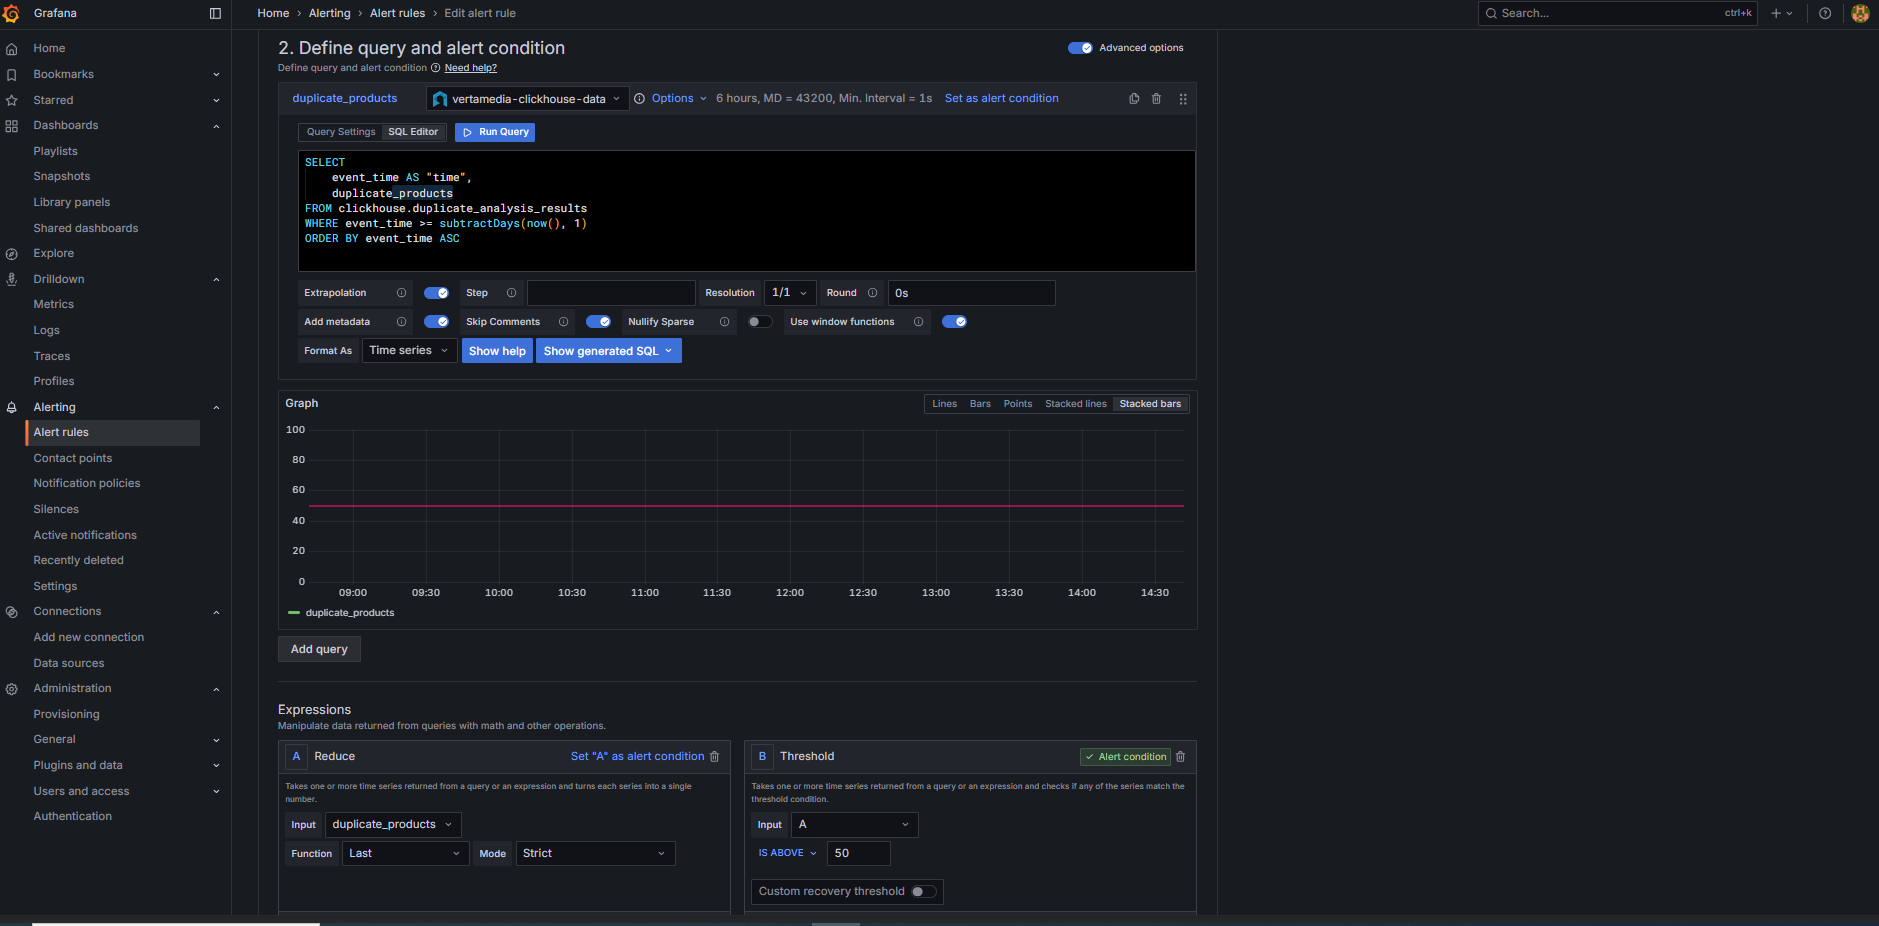 Grafana
Home › Alerting › Alert rules › Edit alert rule
Search...
ctrl+k
Home
Bookmarks
Starred
Dashboards
Playlists
Snapshots
Library panels
Shared dashboards
Explore
Drilldown
Metrics
Logs
Traces
Profiles
Alerting
Alert rules
Contact points
Notification policies
Silences
Active notifications
Recently deleted
Settings
Connections
Add new connection
Data sources
Administration
Provisioning
General
Plugins and data
Users and access
Authentication
2. Define query and alert condition
Advanced options
Define query and alert condition Need help?
duplicate_products vertamedia-clickhouse-data Options 6 hours, MD = 43200, Min. Interval = 1s Set as alert condition
Query Settings SQL Editor Run Query
SELECT
event_time AS "time",
duplicate_products
FROM clickhouse.duplicate_analysis_results
WHERE event_time >= subtractDays(now(), 1)
ORDER BY event_time ASC
Extrapolation Step Resolution 1/1 Round 0s
Add metadata Skip Comments Nullify Sparse Use window functions
Format As Time series Show help Show generated SQL
Graph
Lines Bars Points Stacked lines Stacked bars
100
80
60
40
20
0
09:00 09:30 10:00 10:30 11:00 11:30 12:00 12:30 13:00 13:30 14:00 14:30
duplicate_products
Add query
Expressions
Manipulate data returned from queries with math and other operations.
A Reduce Set "A" as alert condition
Takes one or more time series returned from a query or an expression and turns each series into a single
number.
Input duplicate_products
Function Last Mode Strict
B Threshold Alert condition
Takes one or more time series returned from a query or an expression and checks if any of the series match the
threshold condition.
Input A
IS ABOVE 50
Custom recovery threshold